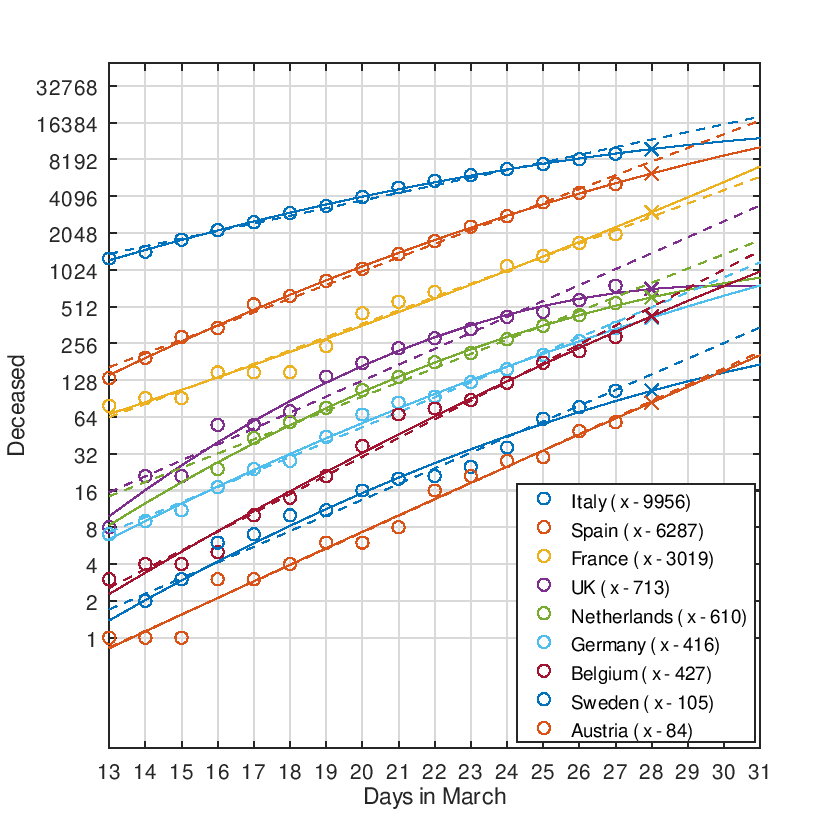 32768
16384
8192
4096
2048
1024
512
256
128
64
32
16
8
4
2
1
Deceased
Italy ( x - 9956)
Spain ( x - 6287)
France ( x - 3019)
UK ( x - 713)
Netherlands ( x - 610)
Germany ( x - 416)
Belgium ( x - 427)
Sweden ( x - 105)
Austria ( x - 84)
13 14 15 16 17 18 19 20 21 22 23 24 25 26 27 28 29 30 31
Days in March